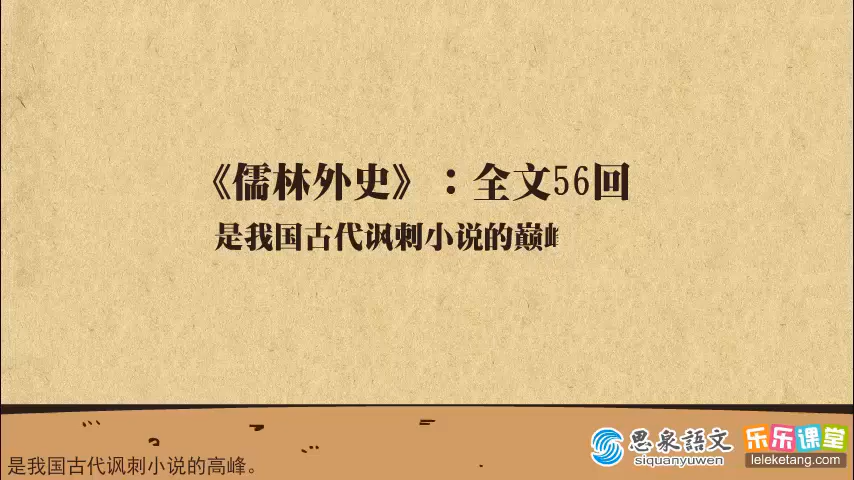 《儒林外史》：全文56回
是我国古代讽刺小说的巅
是我国古代讽刺小说的高峰。
思泉語文
siquanyuwen
乐乐课堂
leleketang.com